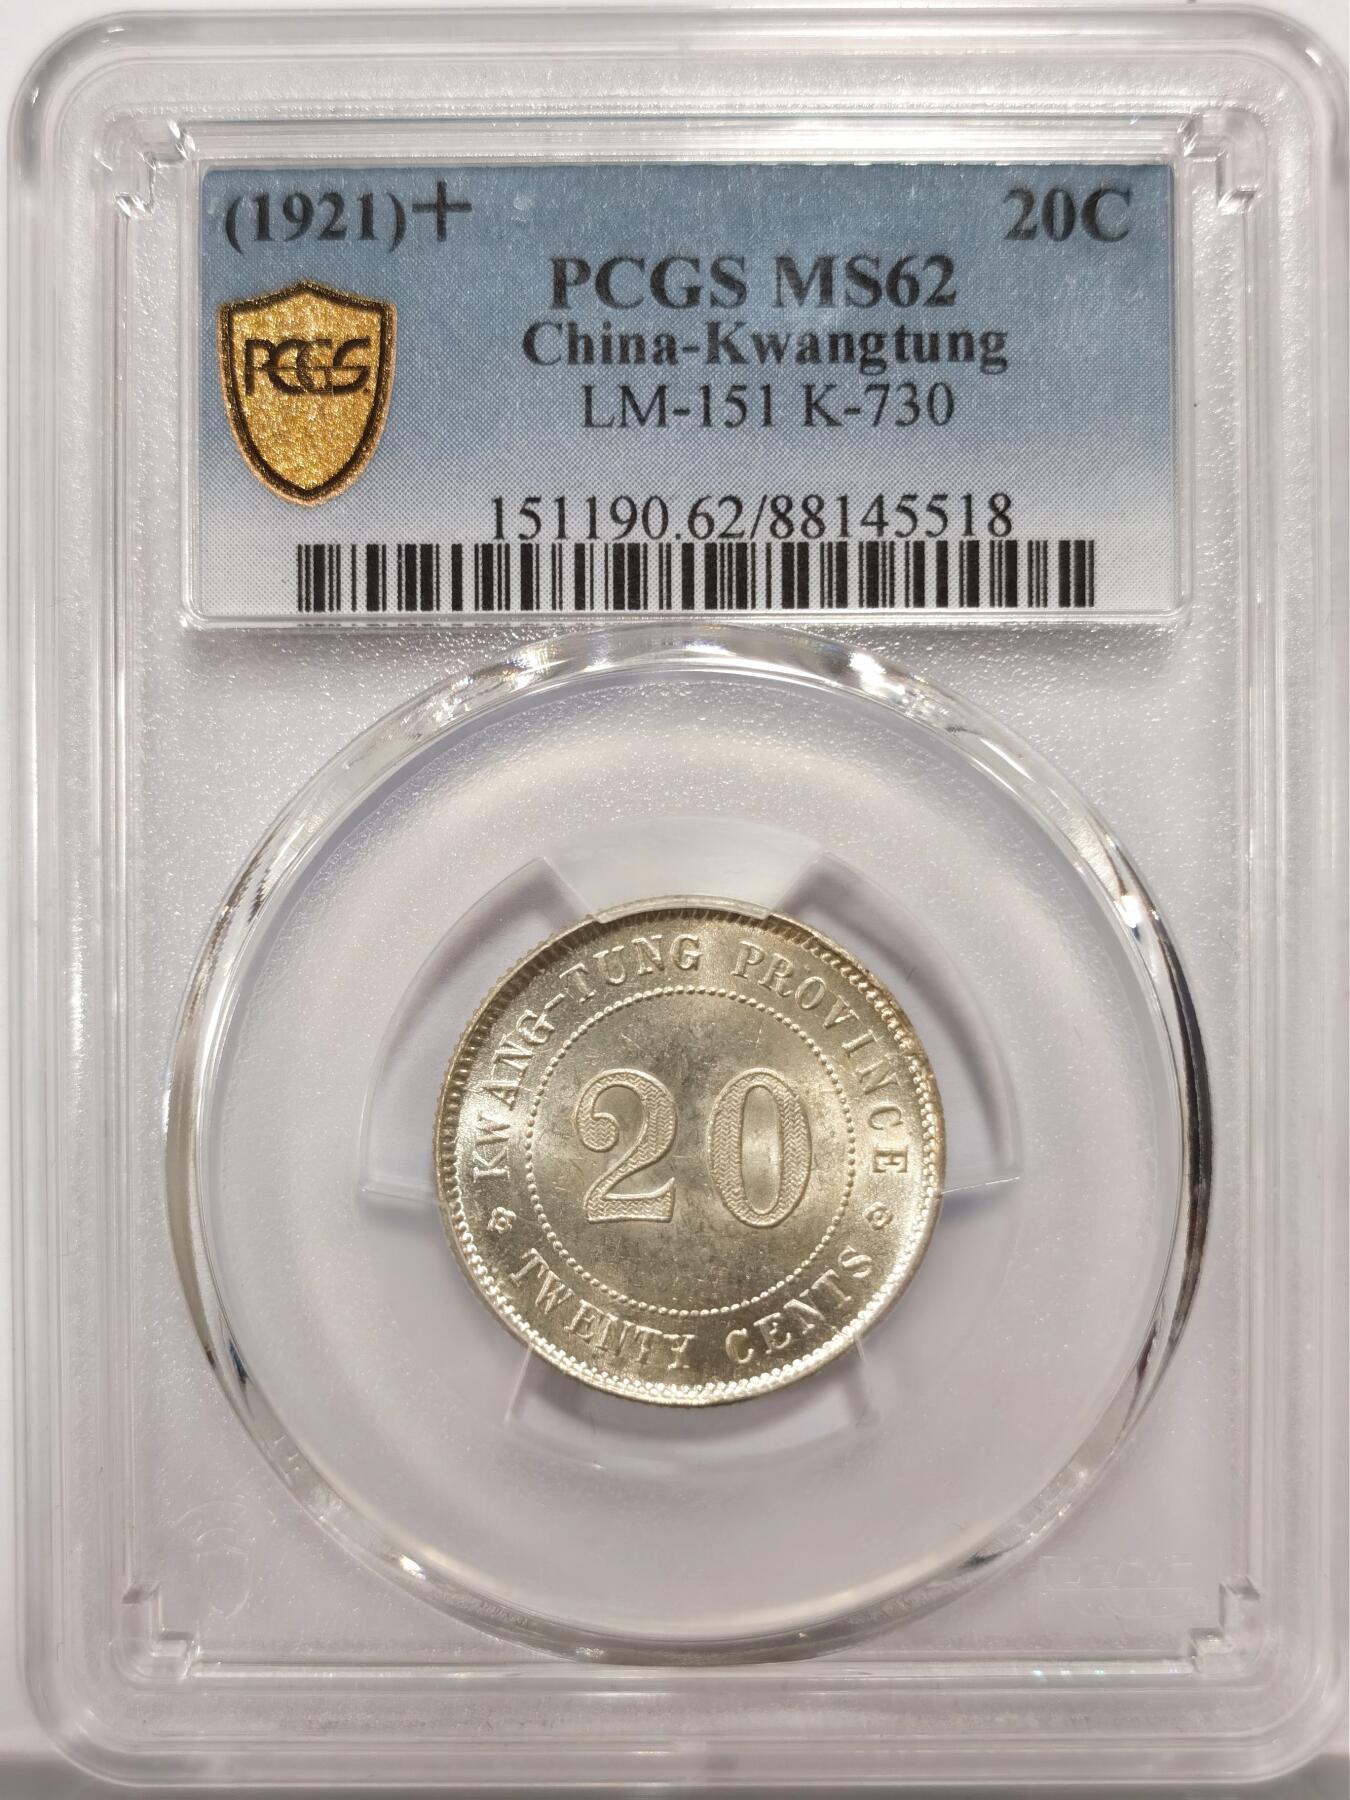 (1921)+ 20C
PCGS MS62
China-Kwangtung
PCGS
LM-151 K-730
151190.62/88145518
KWANG-TUNG PROVINCE
20
TWENTY CENTS